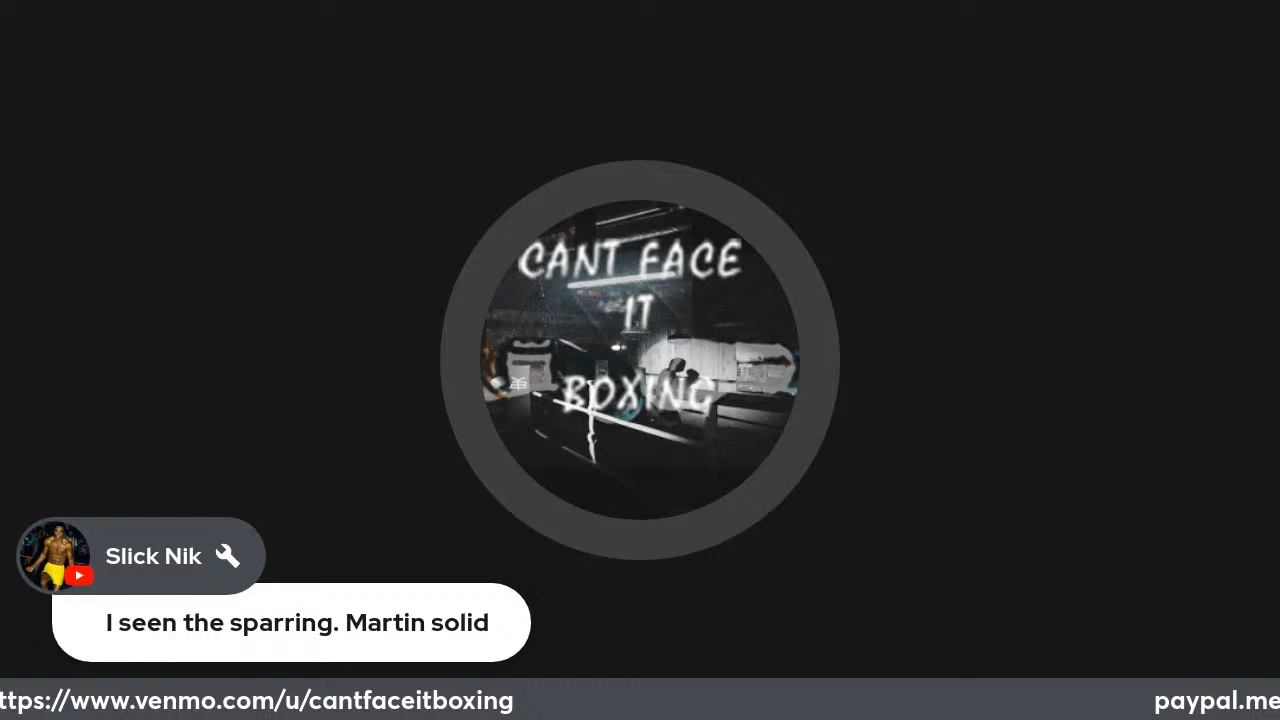 CANT FACE
IT
BOXING
Slick Nik
I seen the sparring. Martin solid
ttps://www.venmo.com/u/cantfaceitboxing
paypal.me